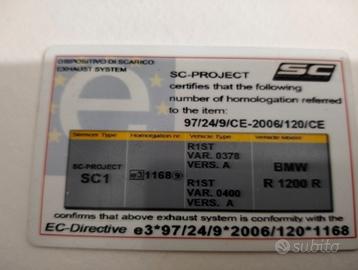 DISPOSITIVO DI SCARICO:
EXHAUST SYSTEM
SC
SC-PROJECT
certifies that the following
number of homologation referred
to the item:
97/24/9/CE-2006/120/CE
e
Silencer Type
Homologation nr.
Vehicle Type
Vehicle Model
SC-PROJECT
SC1
e3 1168 9
R1ST
VAR. 0378
VERS. A
R1ST
VAR. 0400
VERS. A
BMW
R 1200 R
confirms that above exhaust system is conformity with the
EC-Directive e3*97/24/9*2006/120*1168
subito